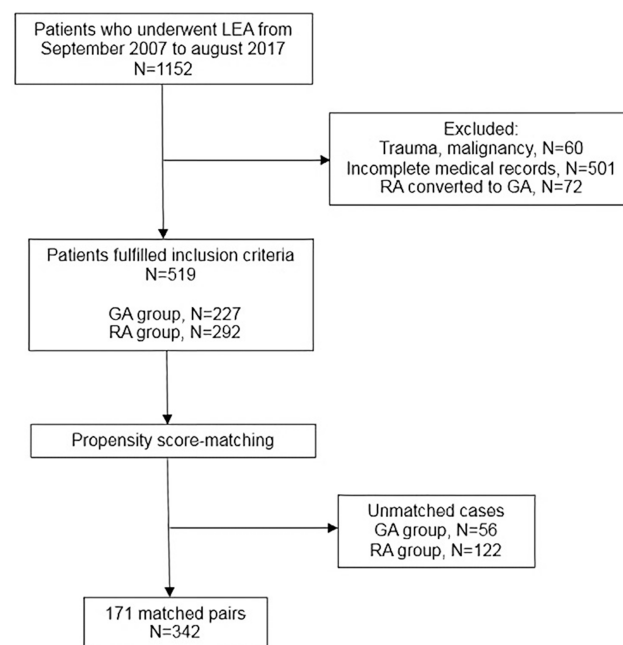 Patients who underwent LEA from
September 2007 to august 2017
N=1152
Excluded:
Trauma, malignancy, N=60
Incomplete medical records, N=501
RA converted to GA, N=72
Patients fulfilled inclusion criteria
N=519
GA group, N=227
RA group, N=292
Propensity score-matching
Unmatched cases
GA group, N=56
RA group, N=122
171 matched pairs
N=342